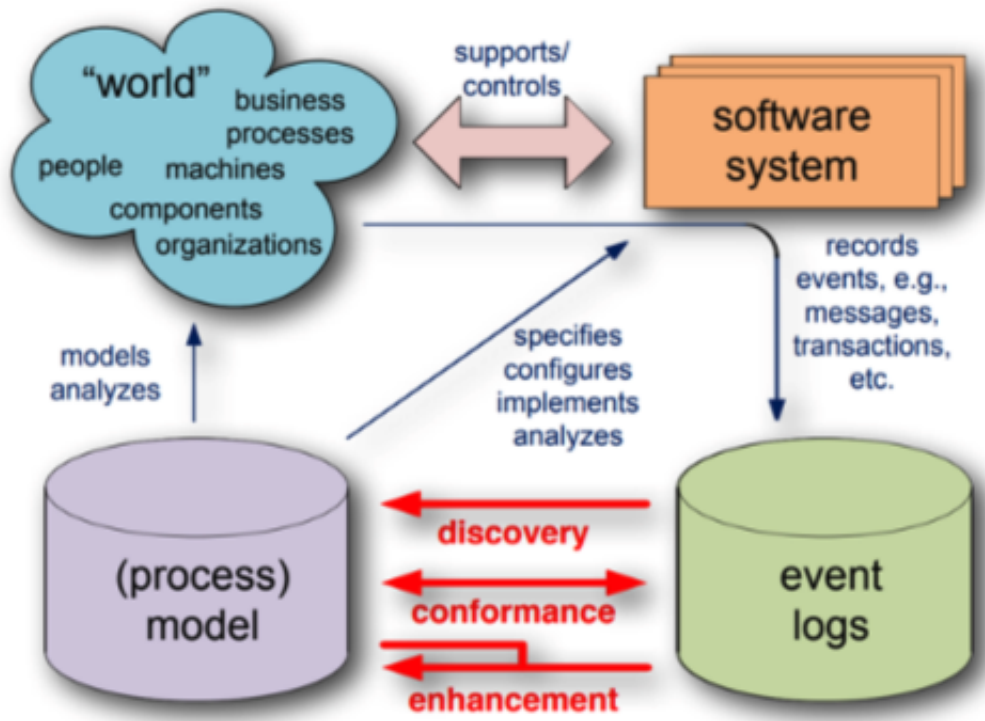 “world”
business
processes
people
machines
components
organizations
supports/
controls
software
system
records
events, e.g.,
messages,
transactions,
etc.
models
analyzes
specifies
configures
implements
analyzes
(process)
model
discovery
conformance
enhancement
event
logs